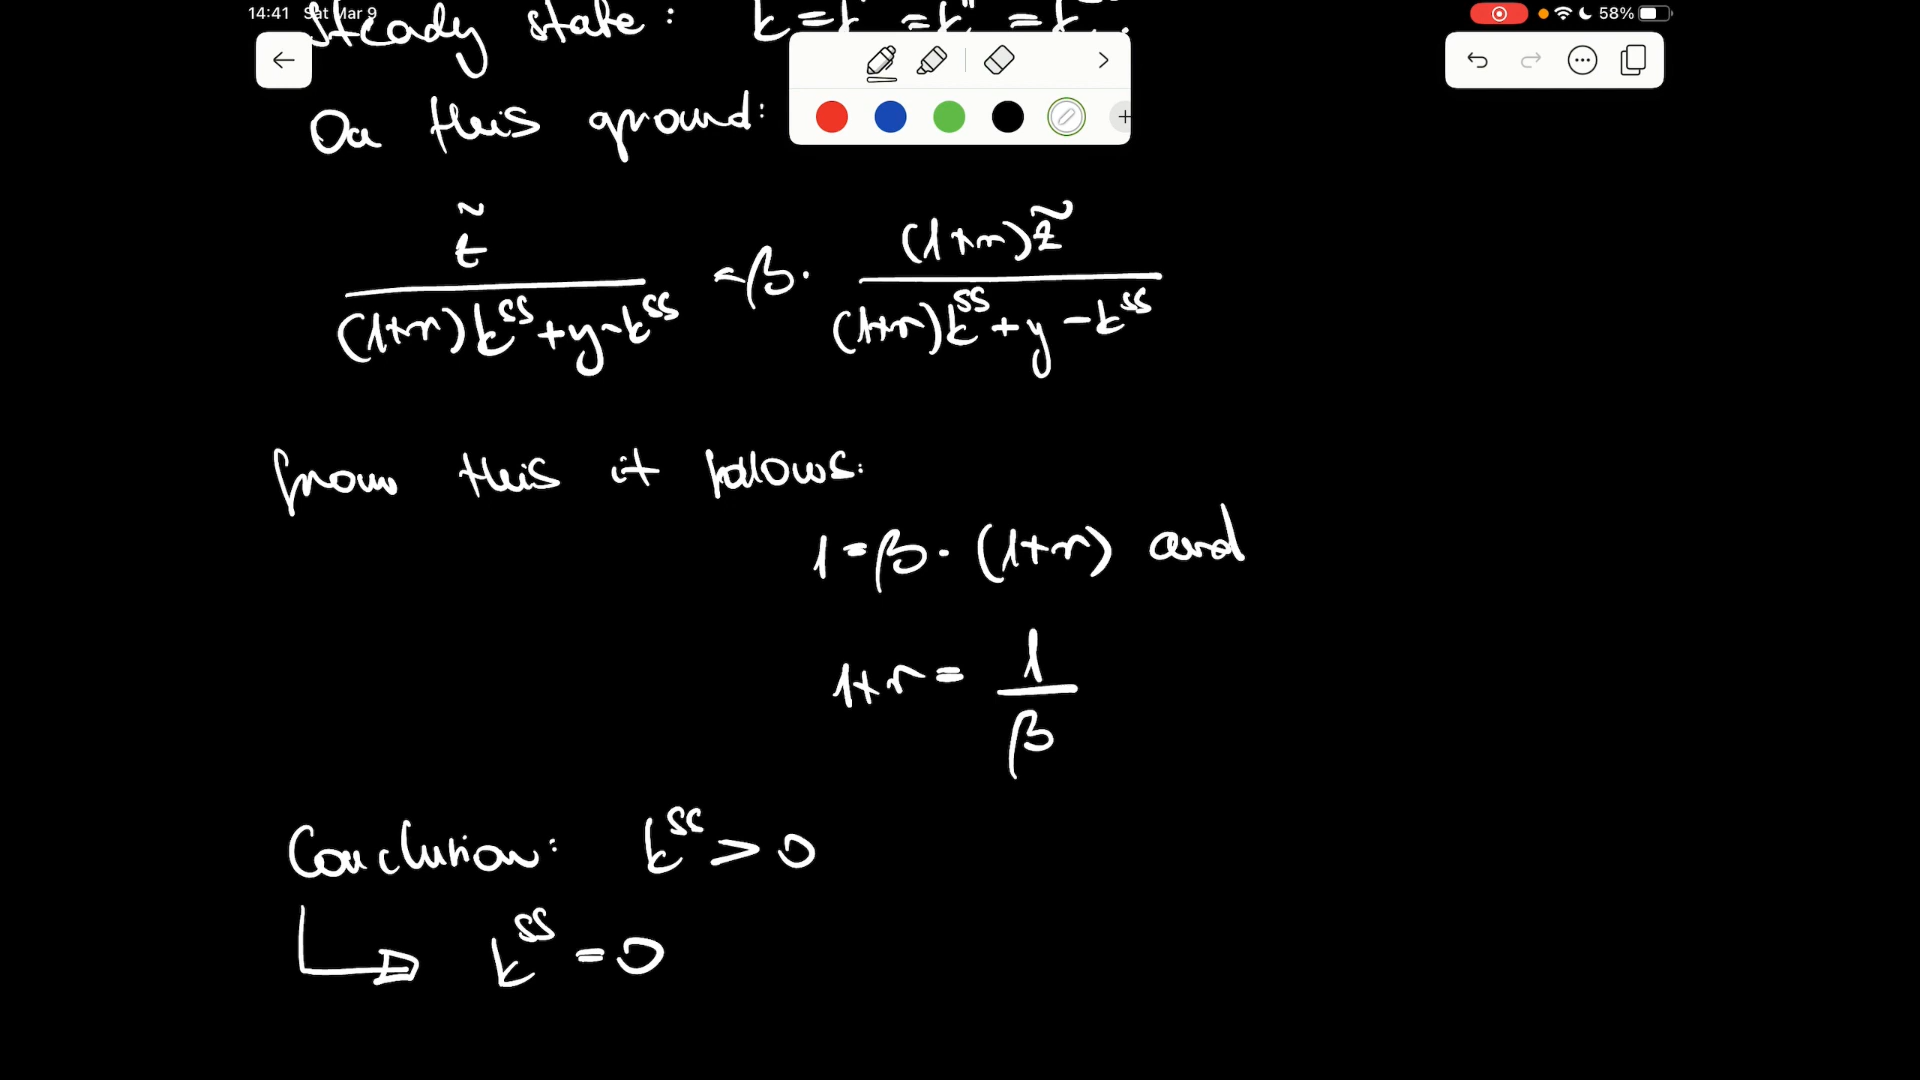 14:41 Sat Mar 9
58%
Steady state: k = k' = k'' = k^ss
On this ground:
z̃ / ((1+r)k^ss + y - k^ss) = β · (1+r)z̃ / ((1+r)k^ss + y - k^ss)
from this it follows:
1 = β · (1+r) and
1+r = 1/β
Conclusion: k^ss > 0
k^ss = 0